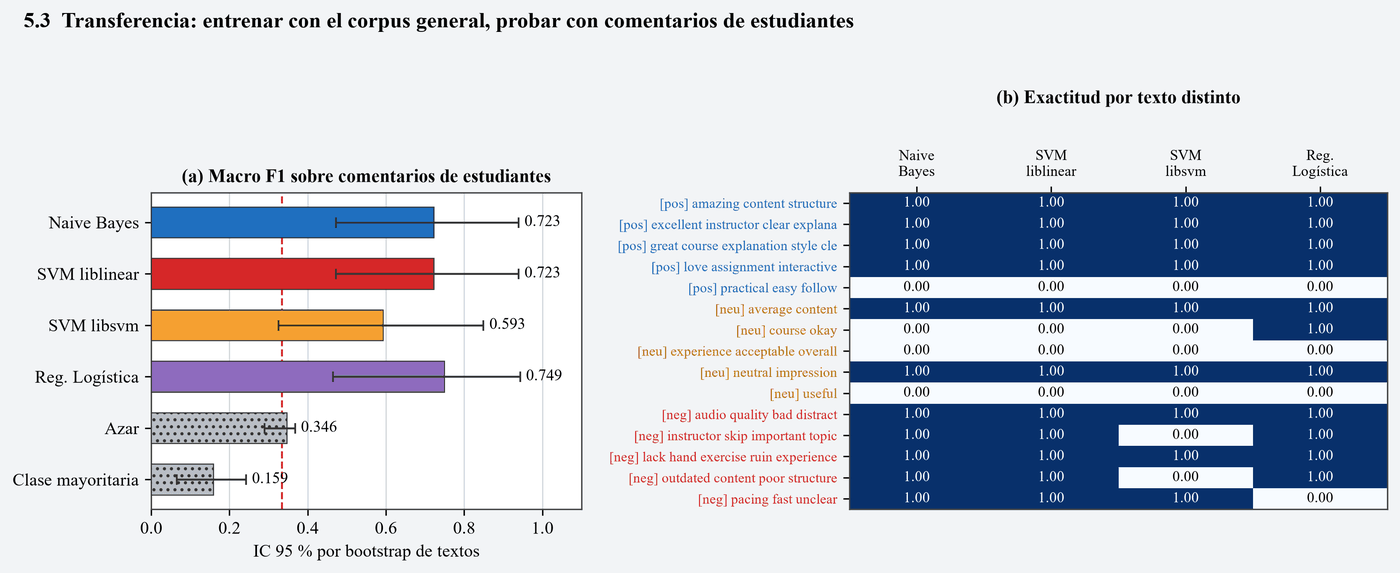 5.3 Transferencia: entrenar con el corpus general, probar con comentarios de estudiantes
(a) Macro F1 sobre comentarios de estudiantes
Naive Bayes 0.723
SVM liblinear 0.723
SVM libsvm 0.593
Reg. Logística 0.749
Azar 0.346
Clase mayoritaria 0.159
0.0 0.2 0.4 0.6 0.8 1.0
IC 95 % por bootstrap de textos
(b) Exactitud por texto distinto
Naive SVM SVM Reg.
Bayes liblinear libsvm Logística
[pos] amazing content structure 1.00 1.00 1.00 1.00
[pos] excellent instructor clear explana 1.00 1.00 1.00 1.00
[pos] great course explanation style cle 1.00 1.00 1.00 1.00
[pos] love assignment interactive 1.00 1.00 1.00 1.00
[pos] practical easy follow 0.00 0.00 0.00 0.00
[neu] average content 1.00 1.00 1.00 1.00
[neu] course okay 0.00 0.00 0.00 1.00
[neu] experience acceptable overall 0.00 0.00 0.00 0.00
[neu] neutral impression 1.00 1.00 1.00 1.00
[neu] useful 0.00 0.00 0.00 0.00
[neg] audio quality bad distract 1.00 1.00 1.00 1.00
[neg] instructor skip important topic 1.00 1.00 0.00 1.00
[neg] lack hand exercise ruin experience 1.00 1.00 1.00 1.00
[neg] outdated content poor structure 1.00 1.00 0.00 1.00
[neg] pacing fast unclear 1.00 1.00 1.00 0.00